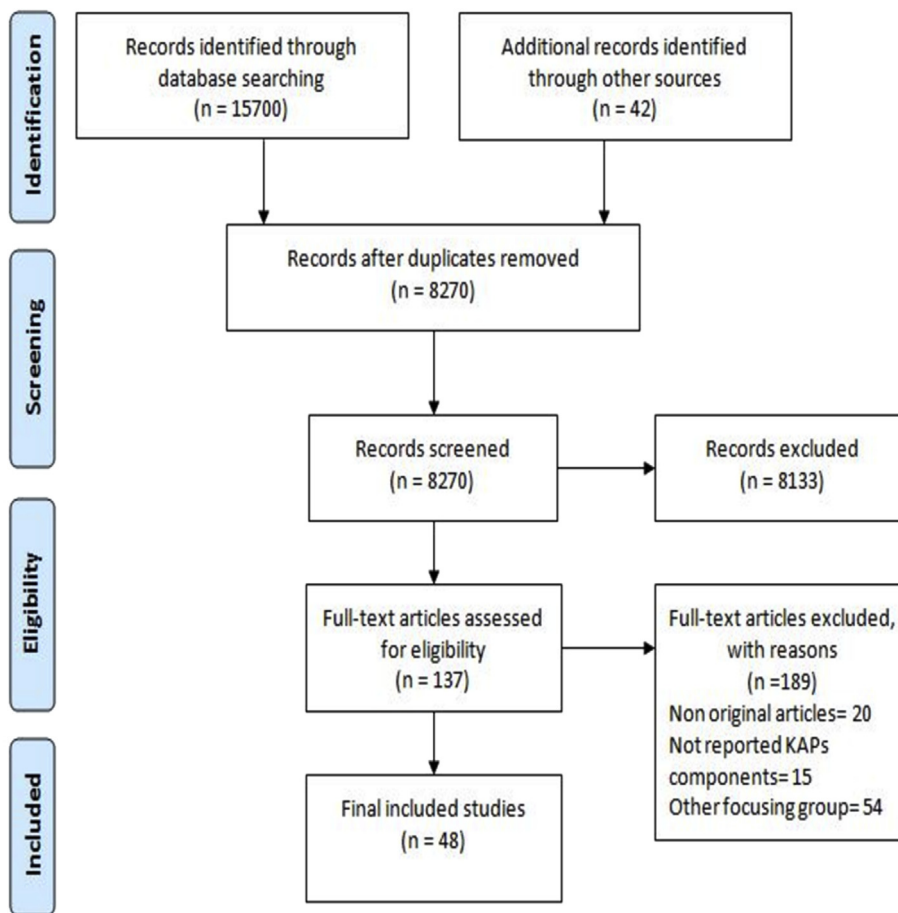 Identification
Records identified through
database searching
(n = 15700)
Additional records identified
through other sources
(n = 42)
Screening
Records after duplicates removed
(n = 8270)
Records screened
(n = 8270)
Records excluded
(n = 8133)
Eligibility
Full-text articles assessed
for eligibility
(n = 137)
Full-text articles excluded,
with reasons
(n =189)
Non original articles= 20
Not reported KAPs
components= 15
Other focusing group= 54
Included
Final included studies
(n = 48)